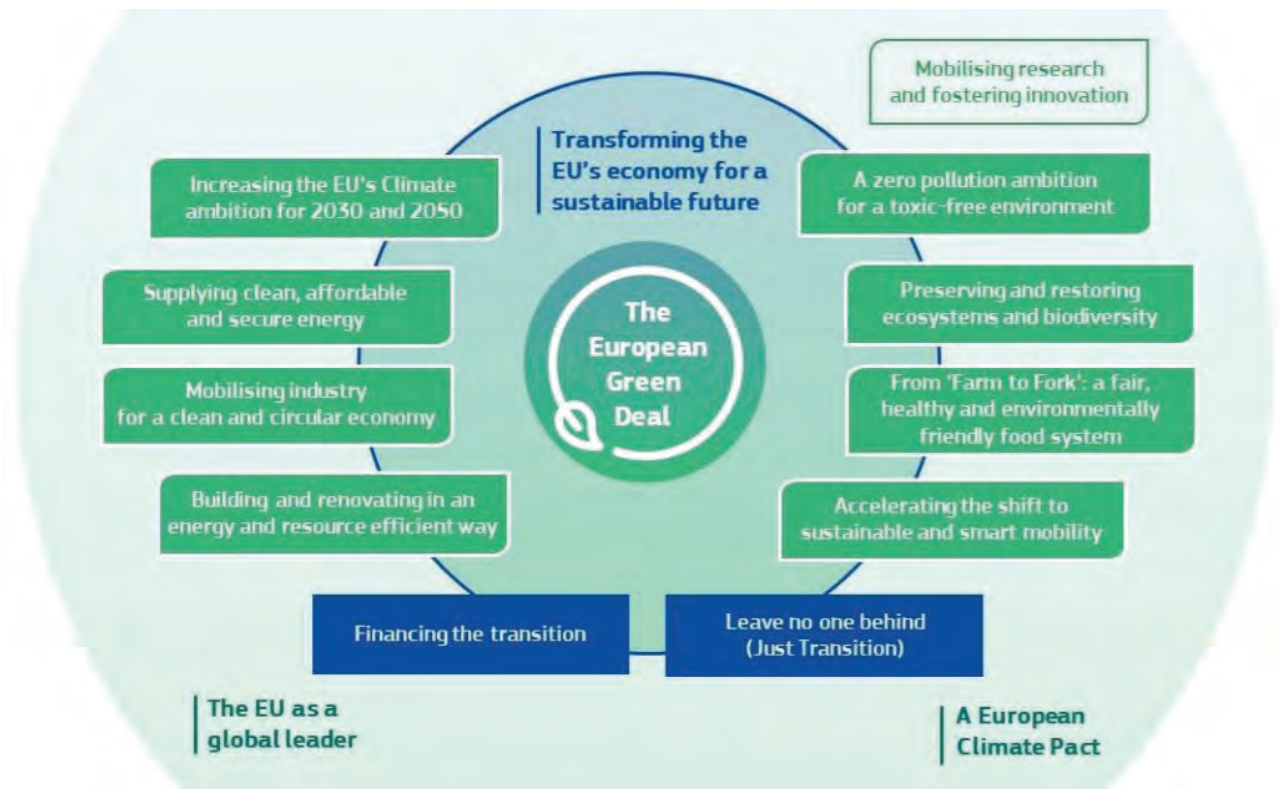 Mobilising research
and fostering innovation
Transforming the
EU's economy for a
sustainable future
Increasing the EU's Climate
ambition for 2030 and 2050
A zero pollution ambition
for a toxic-free environment
Supplying clean, affordable
and secure energy
Preserving and restoring
ecosystems and biodiversity
The
European
Green
Deal
Mobilising industry
for a clean and circular economy
From 'Farm to Fork': a fair,
healthy and environmentally
friendly food system
Building and renovating in an
energy and resource efficient way
Accelerating the shift to
sustainable and smart mobility
Financing the transition
Leave no one behind
(Just Transition)
The EU as a
global leader
A European
Climate Pact